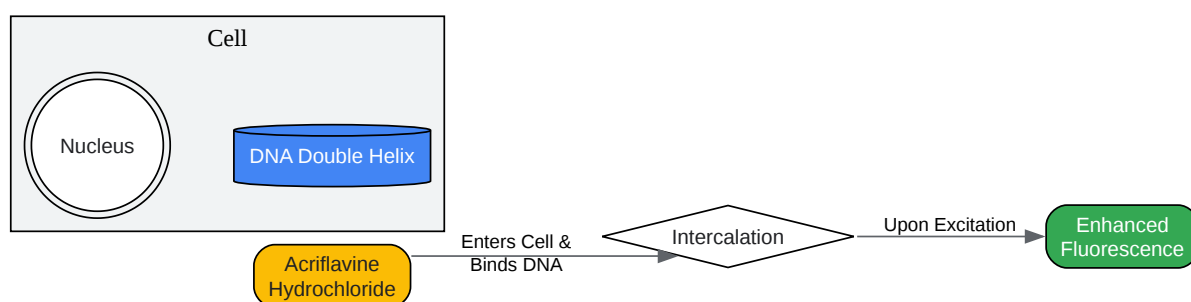 Cell
Nucleus
DNA Double Helix
Acriflavine
Hydrochloride
Enters Cell &
Binds DNA
Intercalation
Upon Excitation
Enhanced
Fluorescence